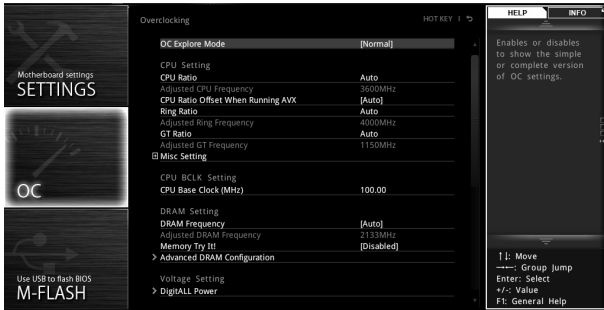 Motherboard settings
SETTINGS
OC
Use USB to flash BIOS
M-FLASH
Overclocking
HOT KEY
OC Explore Mode [Normal]
CPU Setting
CPU Ratio Auto
Adjusted CPU Frequency 3600MHz
CPU Ratio Offset When Running AVX [Auto]
Ring Ratio Auto
Adjusted Ring Frequency 4000MHz
GT Ratio Auto
Adjusted GT Frequency 1150MHz
Misc Setting
CPU BCLK Setting
CPU Base Clock (MHz) 100.00
DRAM Setting
DRAM Frequency [Auto]
Adjusted DRAM Frequency 2133MHz
Memory Try It! [Disabled]
> Advanced DRAM Configuration
Voltage Setting
> DigitALL Power
HELP
INFO
Enables or disables
to show the simple
or complete version
of OC settings.
↑↓: Move
→←: Group Jump
Enter: Select
+/-: Value
F1: General Help